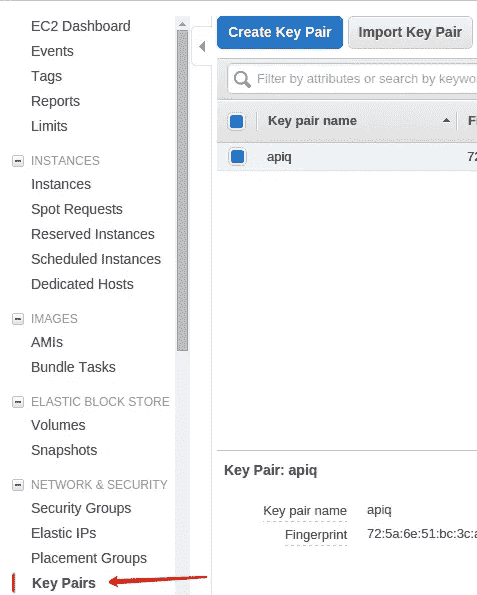 EC2 Dashboard
Events
Tags
Reports
Limits
INSTANCES
Instances
Spot Requests
Reserved Instances
Scheduled Instances
Dedicated Hosts
IMAGES
AMIs
Bundle Tasks
ELASTIC BLOCK STORE
Volumes
Snapshots
NETWORK & SECURITY
Security Groups
Elastic IPs
Placement Groups
Key Pairs
Create Key Pair Import Key Pair
Filter by attributes or search by keywo
Key pair name
apiq 72
Key Pair: apiq
Key pair name apiq
Fingerprint 72:5a:6e:51:bc:3c:a